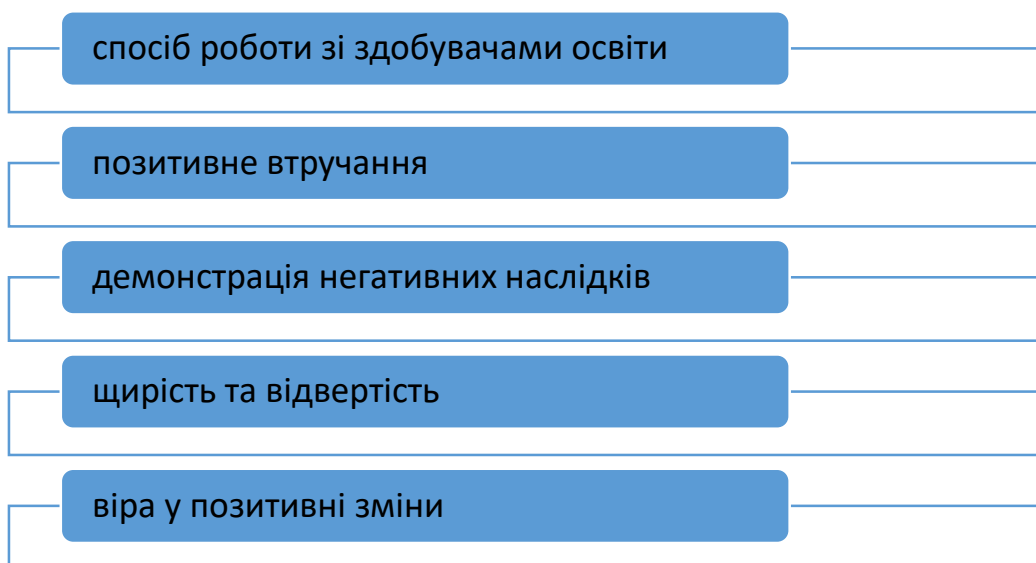 спосіб роботи зі здобувачами освіти
позитивне втручання
демонстрація негативних наслідків
щирість та відвертість
віра у позитивні зміни